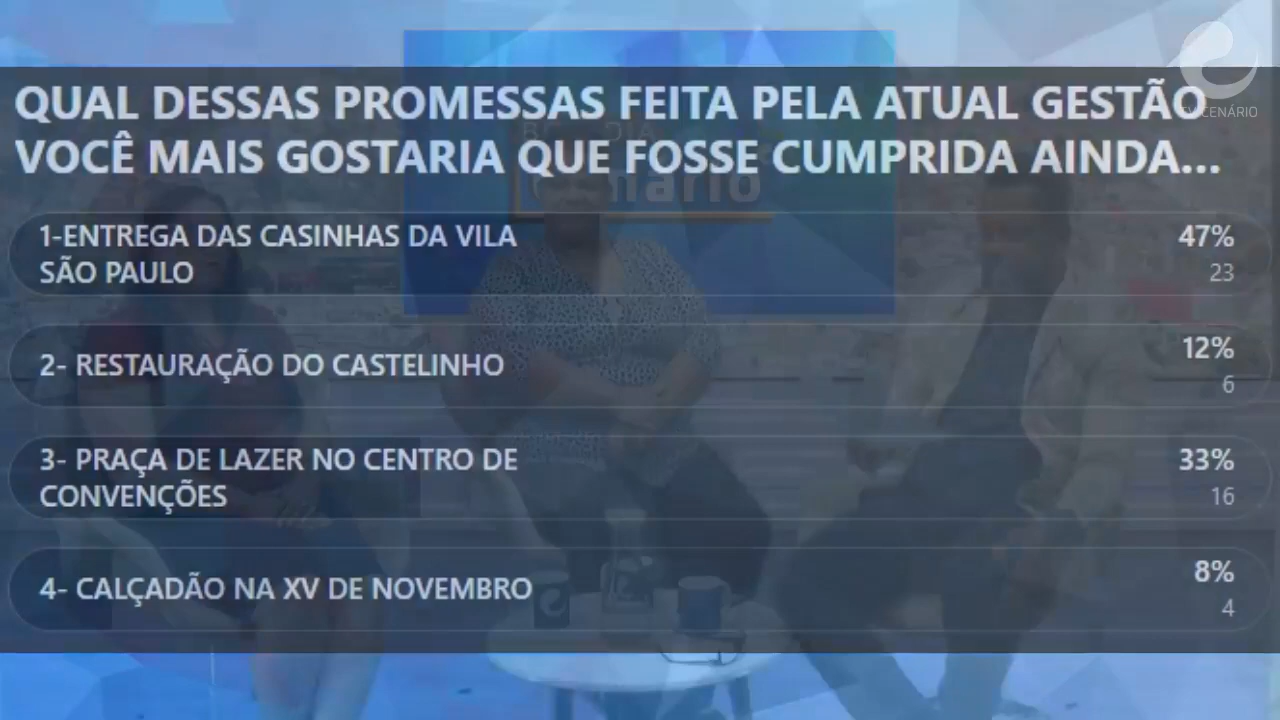 QUAL DESSAS PROMESSAS FEITA PELA ATUAL GESTÃO
VOCÊ MAIS GOSTARIA QUE FOSSE CUMPRIDA AINDA...
1-ENTREGA DAS CASINHAS DA VILA
SÃO PAULO
47%
23
2- RESTAURAÇÃO DO CASTELINHO
12%
6
3- PRAÇA DE LAZER NO CENTRO DE
CONVENÇÕES
33%
16
4- CALÇADÃO NA XV DE NOVEMBRO
8%
4
TV CENÁRIO